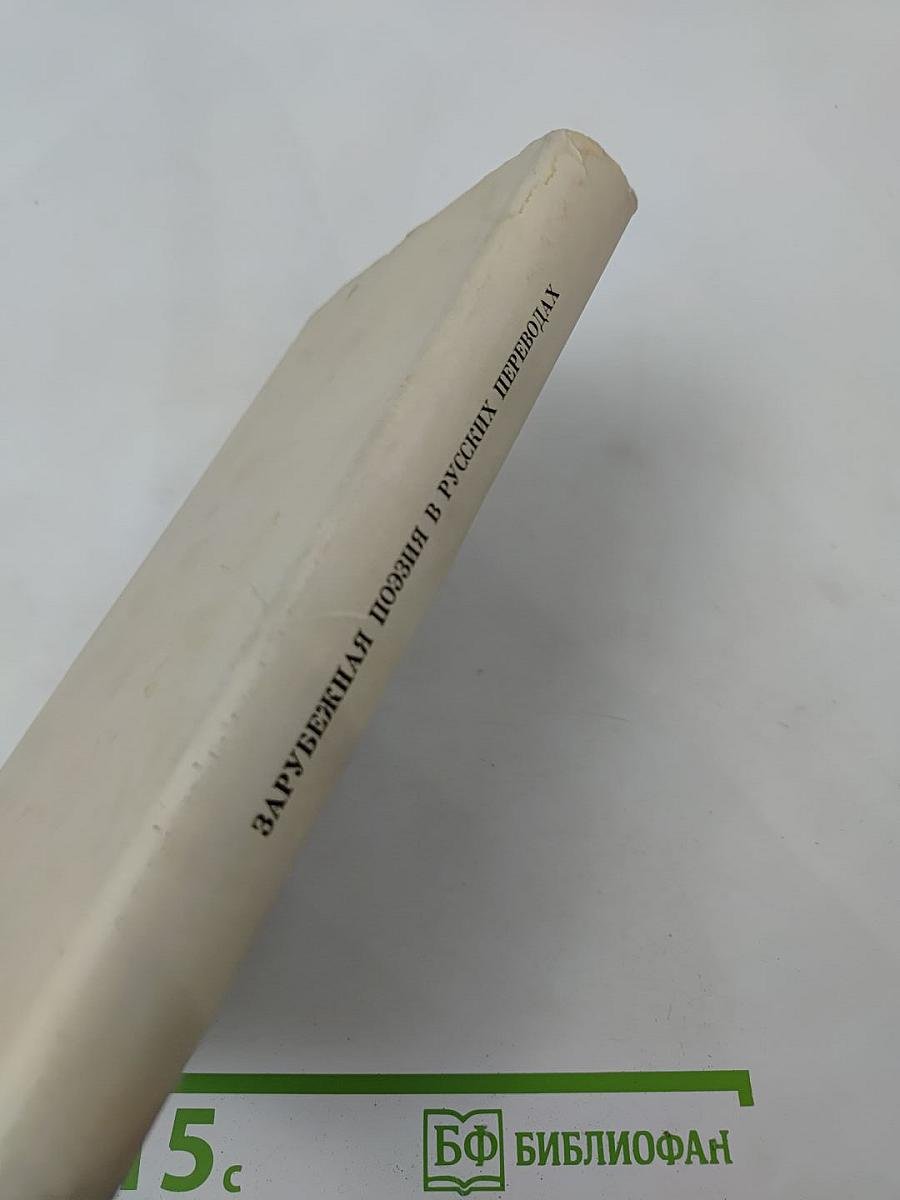 ЗАРУБЕЖНАЯ ПОЭЗИЯ В РУССКИХ ПЕРЕВОДАХ
15с
БФ БИБЛИОФАН